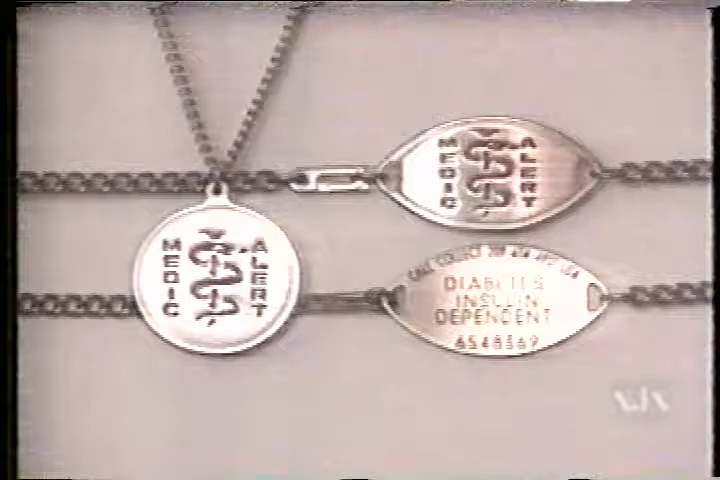 MEDIC ALERT
MEDIC ALERT
DIABETES
INSULIN
DEPENDENT
6548569